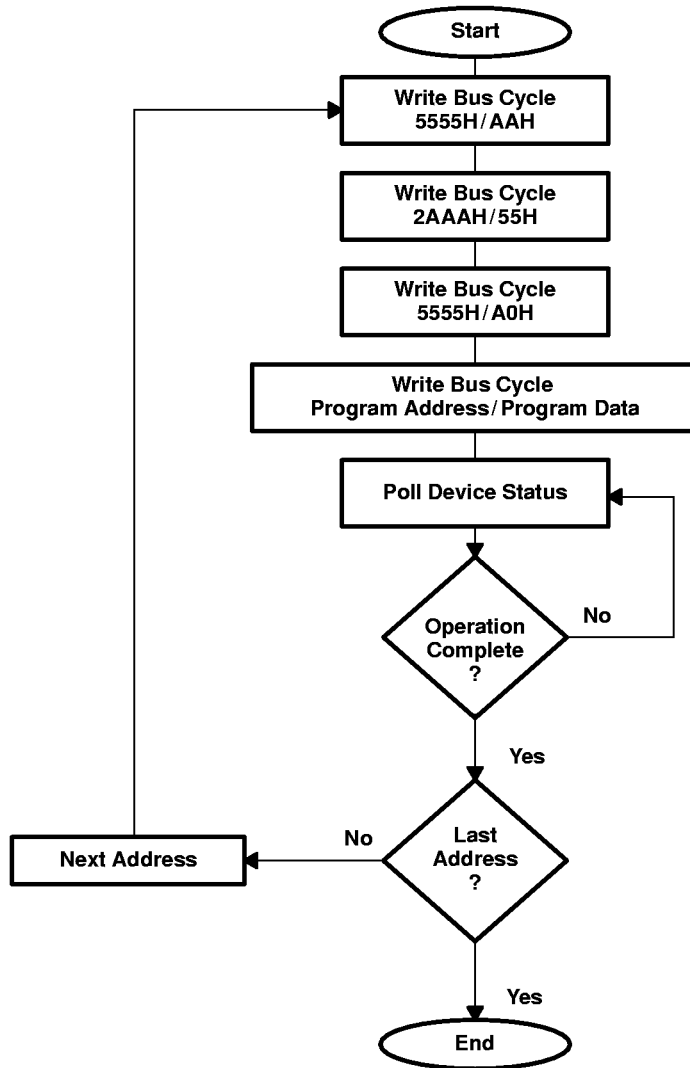 Start
Write Bus Cycle
5555H/AAH
Write Bus Cycle
2AAAH/55H
Write Bus Cycle
5555H/A0H
Write Bus Cycle
Program Address/Program Data
Poll Device Status
Operation
Complete
?
No
Yes
Last
Address
?
No
Next Address
Yes
End